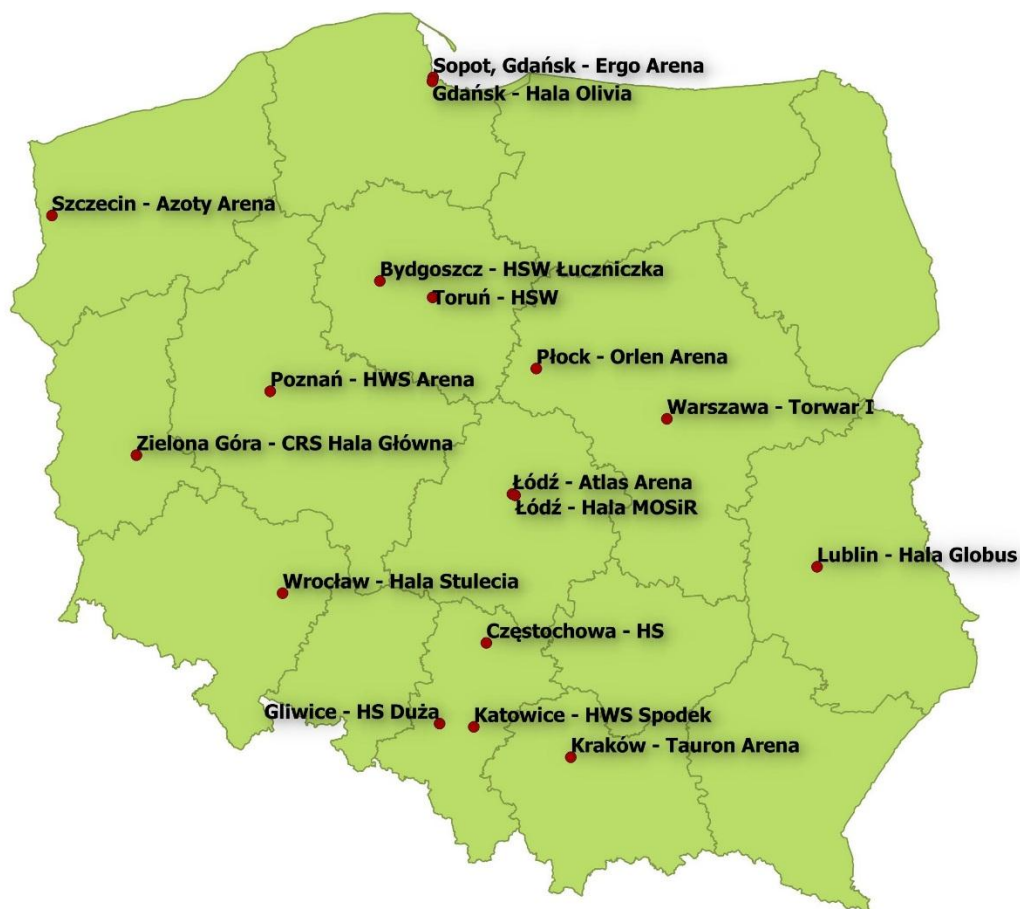 Sopot, Gdańsk - Ergo Arena
Gdańsk - Hala Olivia
Szczecin - Azoty Arena
Bydgoszcz - HSW Łuczniczka
Toruń - HSW
Płock - Orlen Arena
Poznań - HWS Arena
Warszawa - Torwar I
Zielona Góra - CRS Hala Główna
Łódź - Atlas Arena
Łódź - Hala MOSiR
Lublin - Hala Globus
Wrocław - Hala Stulecia
Częstochowa - HS
Gliwice - HS Duża
Katowice - HWS Spodek
Kraków - Tauron Arena